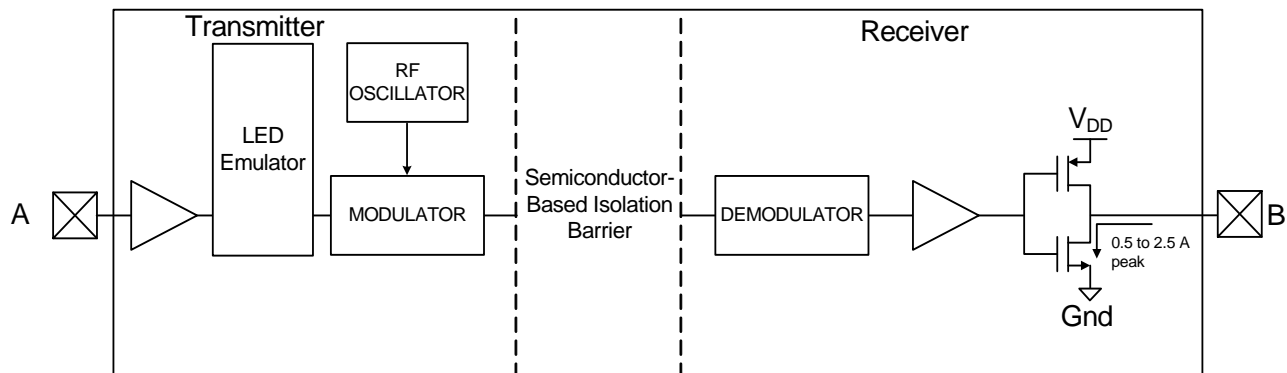 Transmitter
Receiver
RF
OSCILLATOR
LED
Emulator
MODULATOR
Semiconductor-
Based Isolation
Barrier
DEMODULATOR
A
B
VDD
0.5 to 2.5 A
peak
Gnd